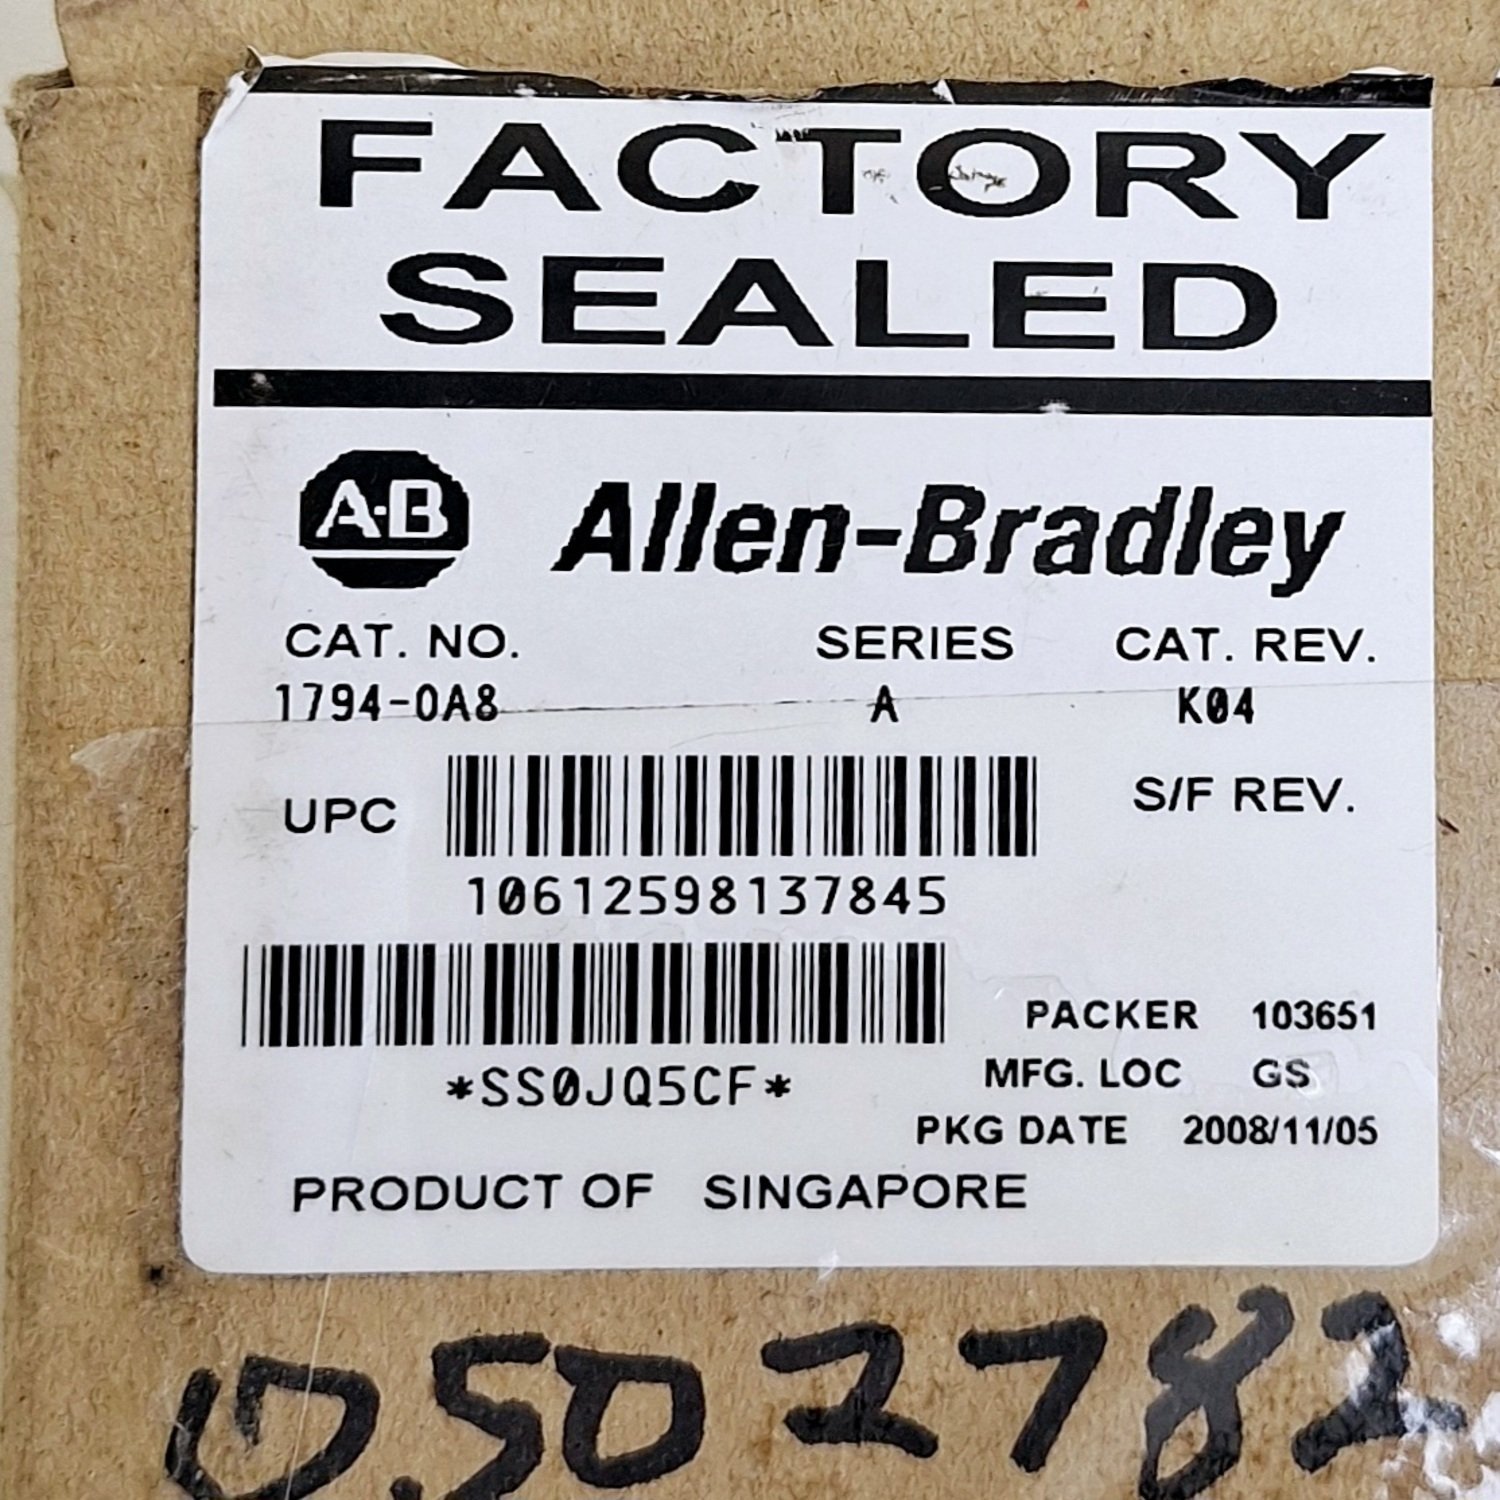 FACTORY
SEALED
A-B Allen-Bradley
CAT. NO. SERIES CAT. REV.
1794-OA8 A K04
UPC S/F REV.
10612598137845
*SS0JQ5CF*
PACKER 103651
MFG. LOC GS
PKG DATE 2008/11/05
PRODUCT OF SINGAPORE
0502782